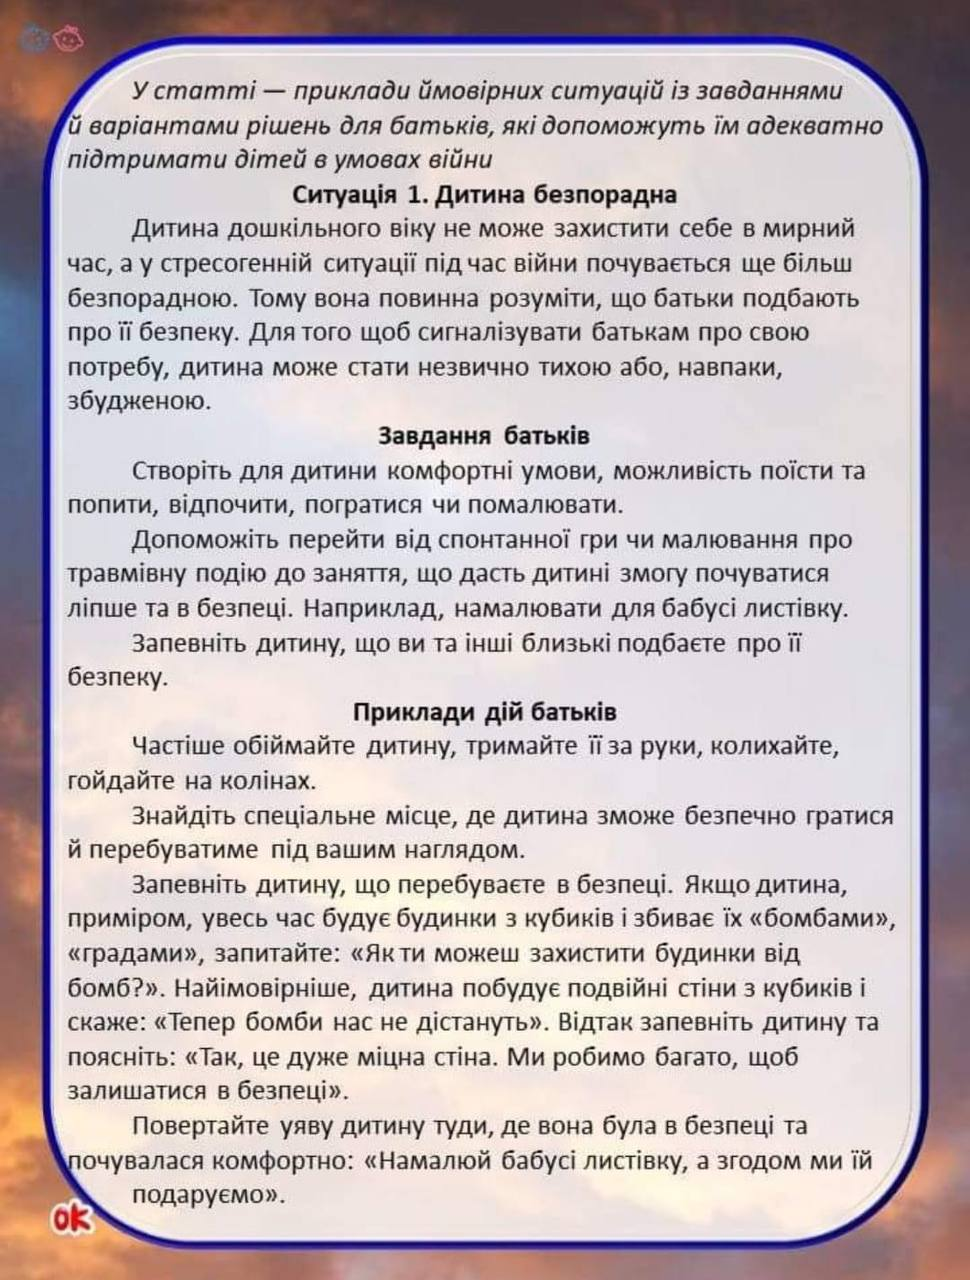 У статті — приклади ймовірних ситуацій із завданнями
й варіантами рішень для батьків, які допоможуть їм адекватно
підтримати дітей в умовах війни
Ситуація 1. Дитина безпорадна
Дитина дошкільного віку не може захистити себе в мирний
час, а у стресогенній ситуації під час війни почувається ще більш
безпорадною. Тому вона повинна розуміти, що батьки подбають
про її безпеку. Для того щоб сигналізувати батькам про свою
потребу, дитина може стати незвично тихою або, навпаки,
збудженою.
Завдання батьків
Створіть для дитини комфортні умови, можливість поїсти та
попити, відпочити, погратися чи помалювати.
Допоможіть перейти від спонтанної гри чи малювання про
травмівну подію до заняття, що дасть дитині змогу почуватися
ліпше та в безпеці. Наприклад, намалювати для бабусі листівку.
Запевніть дитину, що ви та інші близькі подбаєте про її
безпеку.
Приклади дій батьків
Частіше обіймайте дитину, тримайте її за руки, колихайте,
гойдайте на колінах.
Знайдіть спеціальне місце, де дитина зможе безпечно гратися
й перебуватиме під вашим наглядом.
Запевніть дитину, що перебуваєте в безпеці. Якщо дитина,
приміром, увесь час будує будинки з кубиків і збиває їх «бомбами»,
«градами», запитайте: «Як ти можеш захистити будинки від
бомб?». Найімовірніше, дитина побудує подвійні стіни з кубиків і
скаже: «Тепер бомби нас не дістануть». Відтак запевніть дитину та
поясніть: «Так, це дуже міцна стіна. Ми робимо багато, щоб
залишатися в безпеці».
Повертайте уяву дитину туди, де вона була в безпеці та
почувалася комфортно: «Намалюй бабусі листівку, а згодом ми їй
подаруємо».
ОК